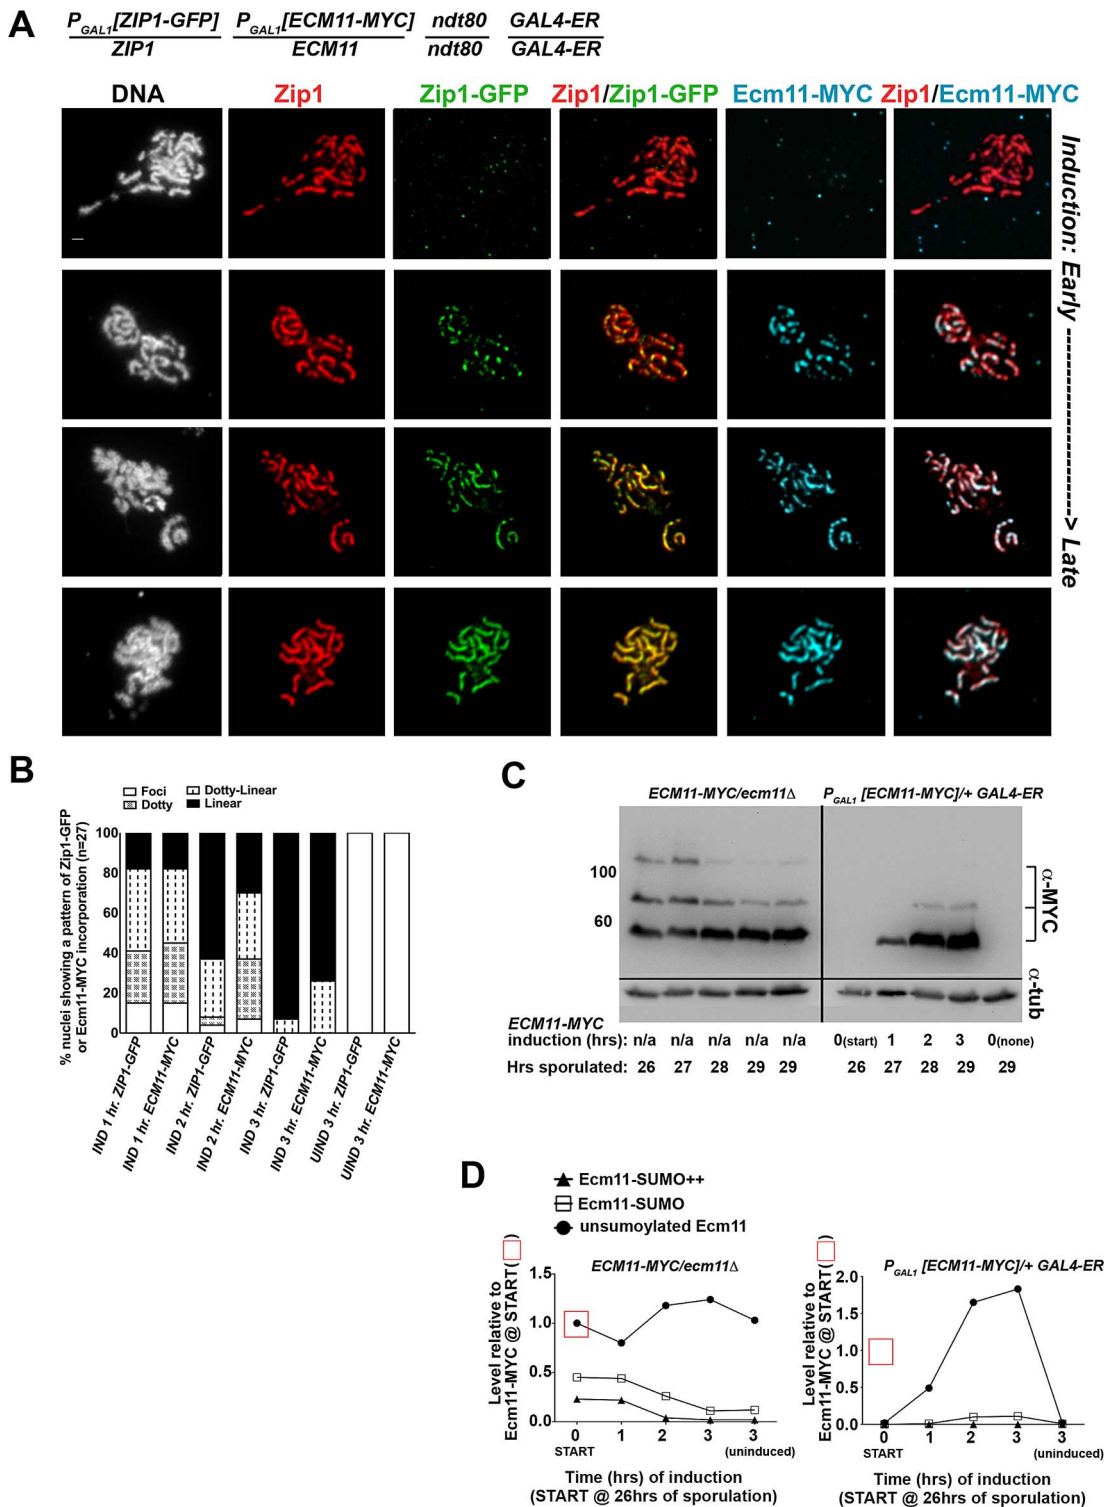 A
P_GAL1[ZIP1-GFP] P_GAL1[ECM11-MYC] ndt80 GAL4-ER
ZIP1 ECM11 ndt80 GAL4-ER
DNA Zip1 Zip1-GFP Zip1/Zip1-GFP Ecm11-MYC Zip1/Ecm11-MYC
Induction: Early --------------------> Late
B
Foci Dotty-Linear
Dotty Linear
% nuclei showing a pattern of Zip1-GFP
or Ecm11-MYC incorporation (n=27)
100
80
60
40
20
0
IND 1 hr. ZIP1-GFP
IND 1 hr. ECM11-MYC
IND 2 hr. ZIP1-GFP
IND 2 hr. ECM11-MYC
IND 3 hr. ZIP1-GFP
IND 3 hr. ECM11-MYC
UIND 3 hr. ZIP1-GFP
UIND 3 hr. ECM11-MYC
C
ECM11-MYC/ecm11Δ P_GAL1 [ECM11-MYC]/+ GAL4-ER
100
60
α-MYC
α-tub
ECM11-MYC
induction (hrs): n/a n/a n/a n/a n/a 0(start) 1 2 3 0(none)
Hrs sporulated: 26 27 28 29 29 26 27 28 29 29
D
Ecm11-SUMO++
Ecm11-SUMO
unsumoylated Ecm11
ECM11-MYC/ecm11Δ
Level relative to
Ecm11-MYC @ START( )
1.5
1.0
0.5
0.0
0 1 2 3 3
START (uninduced)
Time (hrs) of induction
(START @ 26hrs of sporulation)
P_GAL1 [ECM11-MYC]/+ GAL4-ER
Level relative to
Ecm11-MYC @ START( )
2.0
1.5
1.0
0.5
0.0
0 1 2 3 3
START (uninduced)
Time (hrs) of induction
(START @ 26hrs of sporulation)